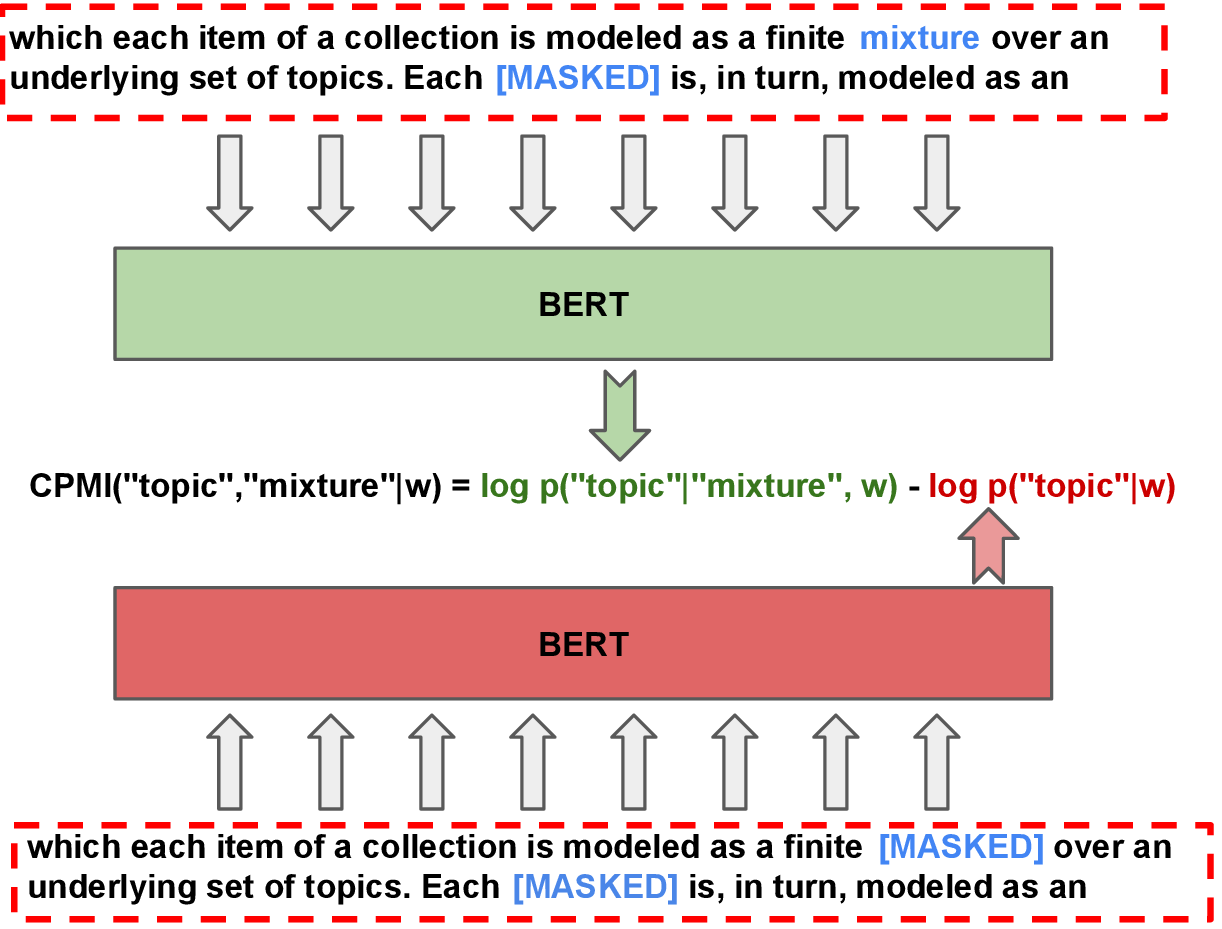 which each item of a collection is modeled as a finite mixture over an
underlying set of topics. Each [MASKED] is, in turn, modeled as an
BERT
CPMI("topic","mixture"|w) = log p("topic"|"mixture", w) - log p("topic"|w)
BERT
which each item of a collection is modeled as a finite [MASKED] over an
underlying set of topics. Each [MASKED] is, in turn, modeled as an